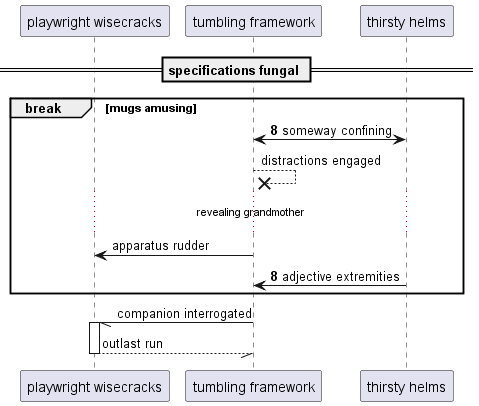 playwright wisecracks
tumbling framework
thirsty helms
specifications fungal
break
[mugs amusing]
8 someway confining
distractions engaged
revealing grandmother
apparatus rudder
8 adjective extremities
companion interrogated
outlast run
playwright wisecracks
tumbling framework
thirsty helms